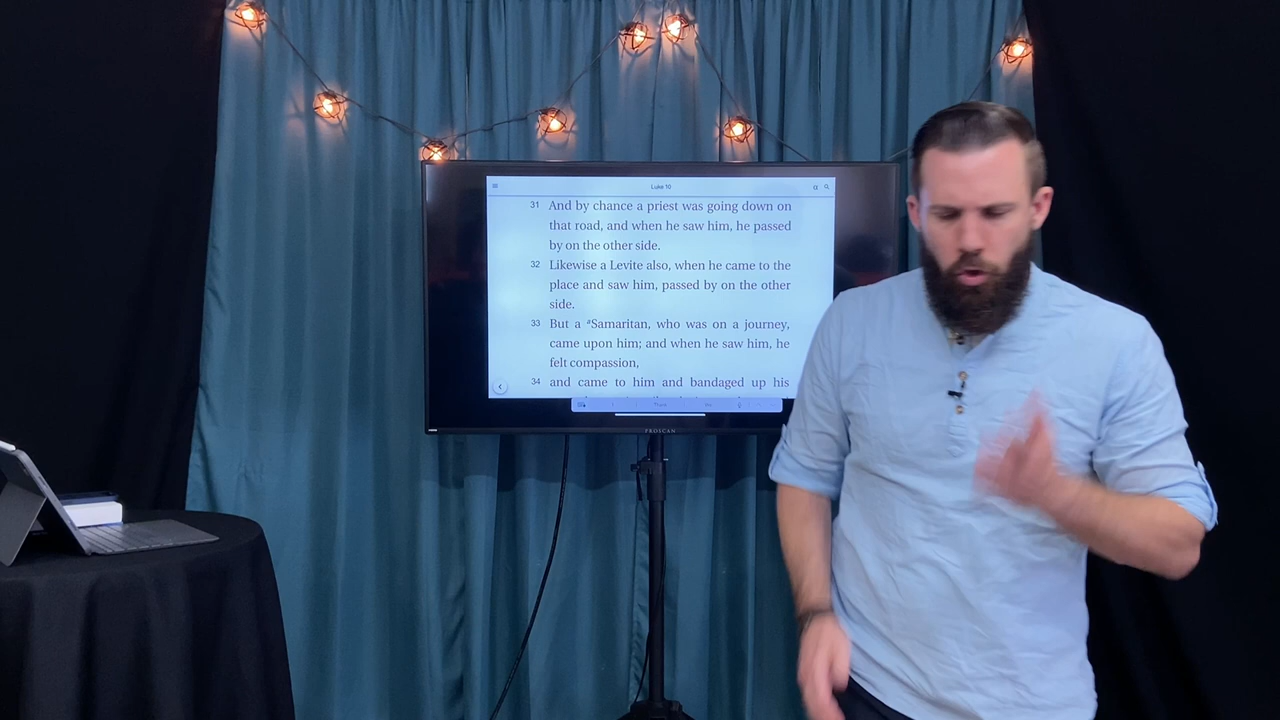 Luke 10
31 And by chance a priest was going down on
that road, and when he saw him, he passed
by on the other side.
32 Likewise a Levite also, when he came to the
place and saw him, passed by on the other
side.
33 But a #Samaritan, who was on a journey,
came upon him; and when he saw him, he
felt compassion,
34 and came to him and bandaged up his
PROSCAN